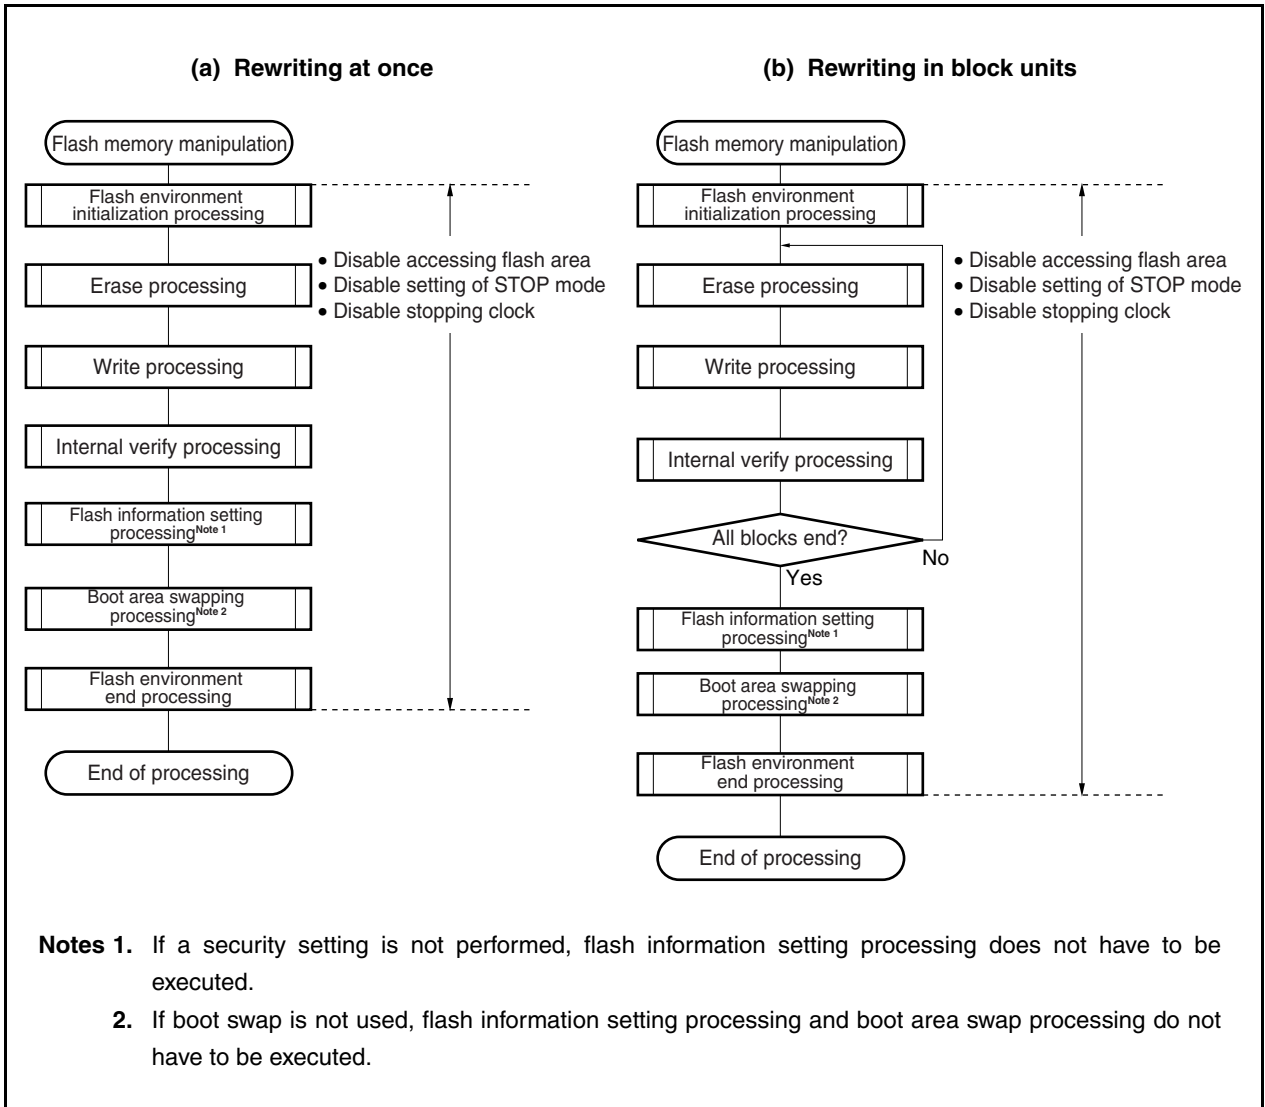 (a) Rewriting at once
Flash memory manipulation
Flash environment
initialization processing
Erase processing
• Disable accessing flash area
• Disable setting of STOP mode
• Disable stopping clock
Write processing
Internal verify processing
Flash information setting
processingNote 1
Boot area swapping
processingNote 2
Flash environment
end processing
End of processing
(b) Rewriting in block units
Flash memory manipulation
Flash environment
initialization processing
Erase processing
• Disable accessing flash area
• Disable setting of STOP mode
• Disable stopping clock
Write processing
Internal verify processing
All blocks end?
No
Yes
Flash information setting
processingNote 1
Boot area swapping
processingNote 2
Flash environment
end processing
End of processing
Notes 1. If a security setting is not performed, flash information setting processing does not have to be
executed.
2. If boot swap is not used, flash information setting processing and boot area swap processing do not
have to be executed.